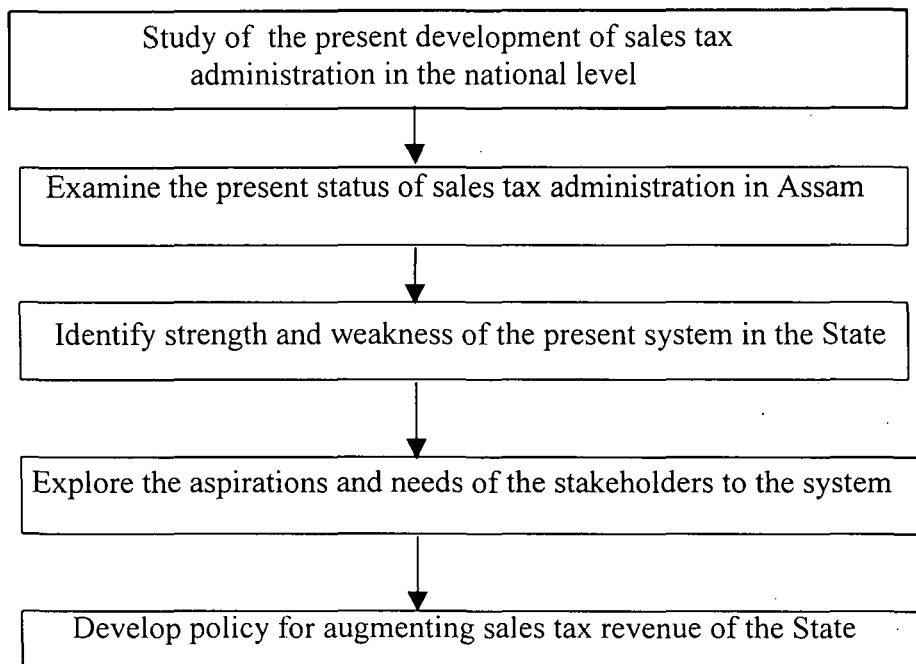 Study of the present development of sales tax
administration in the national level
Examine the present status of sales tax administration in Assam
Identify strength and weakness of the present system in the State
Explore the aspirations and needs of the stakeholders to the system
Develop policy for augmenting sales tax revenue of the State